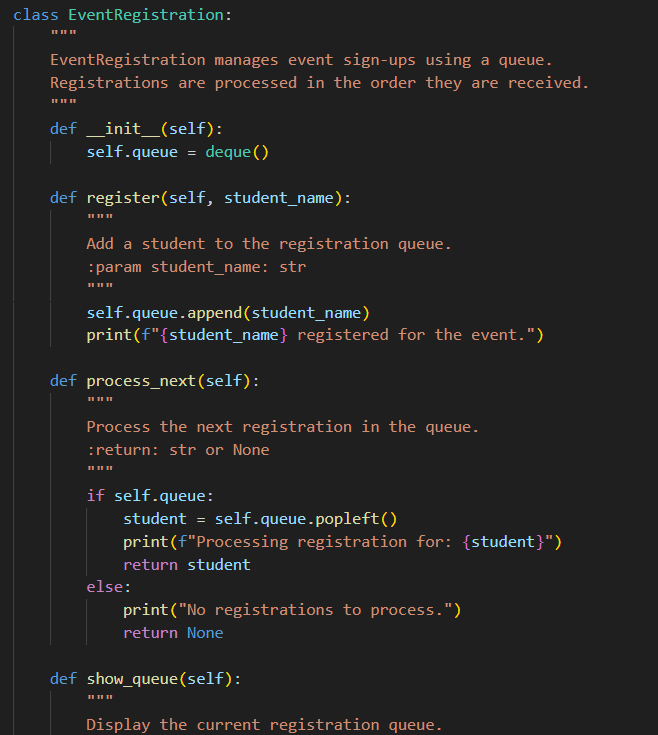 class EventRegistration:
    """
    EventRegistration manages event sign-ups using a queue.
    Registrations are processed in the order they are received.
    """
    def __init__(self):
        self.queue = deque()

    def register(self, student_name):
        """
        Add a student to the registration queue.
        :param student_name: str
        """
        self.queue.append(student_name)
        print(f"{student_name} registered for the event.")

    def process_next(self):
        """
        Process the next registration in the queue.
        :return: str or None
        """
        if self.queue:
            student = self.queue.popleft()
            print(f"Processing registration for: {student}")
            return student
        else:
            print("No registrations to process.")
            return None

    def show_queue(self):
        """
        Display the current registration queue.